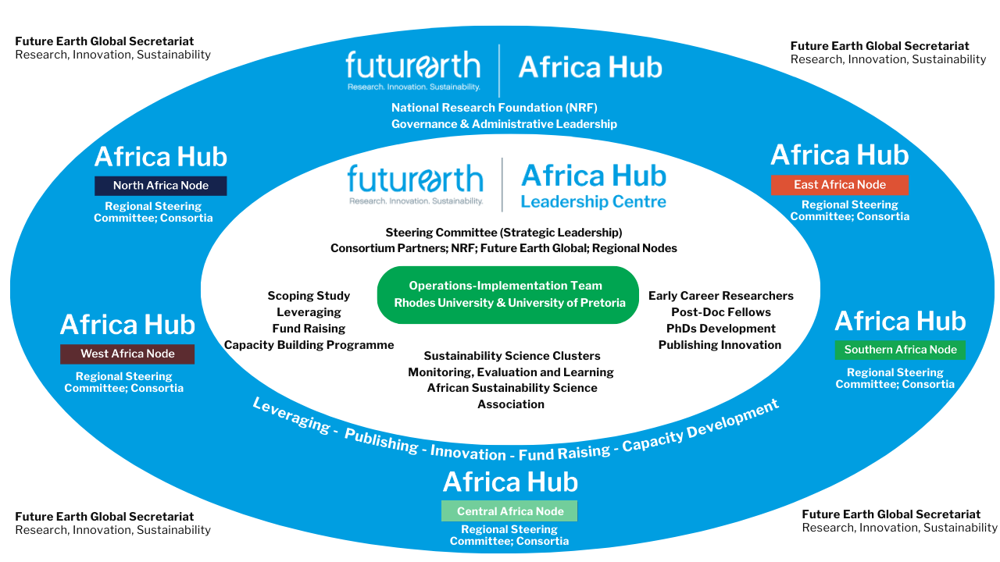 Future Earth Global Secretariat
Research, Innovation, Sustainability
Future Earth Global Secretariat
Research, Innovation, Sustainability
futurearth
Research. Innovation. Sustainability.
Africa Hub
National Research Foundation (NRF)
Governance & Administrative Leadership
Africa Hub
North Africa Node
Regional Steering
Committee; Consortia
Africa Hub
East Africa Node
Regional Steering
Committee; Consortia
futurearth
Research. Innovation. Sustainability.
Africa Hub
Leadership Centre
Steering Committee (Strategic Leadership)
Consortium Partners; NRF; Future Earth Global; Regional Nodes
Operations-Implementation Team
Rhodes University & University of Pretoria
Scoping Study
Leveraging
Fund Raising
Capacity Building Programme
Early Career Researchers
Post-Doc Fellows
PhDs Development
Publishing Innovation
Sustainability Science Clusters
Monitoring, Evaluation and Learning
African Sustainability Science
Association
Africa Hub
West Africa Node
Regional Steering
Committee; Consortia
Africa Hub
Southern Africa Node
Regional Steering
Committee; Consortia
Leveraging - Publishing - Innovation - Fund Raising - Capacity Development
Africa Hub
Central Africa Node
Regional Steering
Committee; Consortia
Future Earth Global Secretariat
Research, Innovation, Sustainability
Future Earth Global Secretariat
Research, Innovation, Sustainability